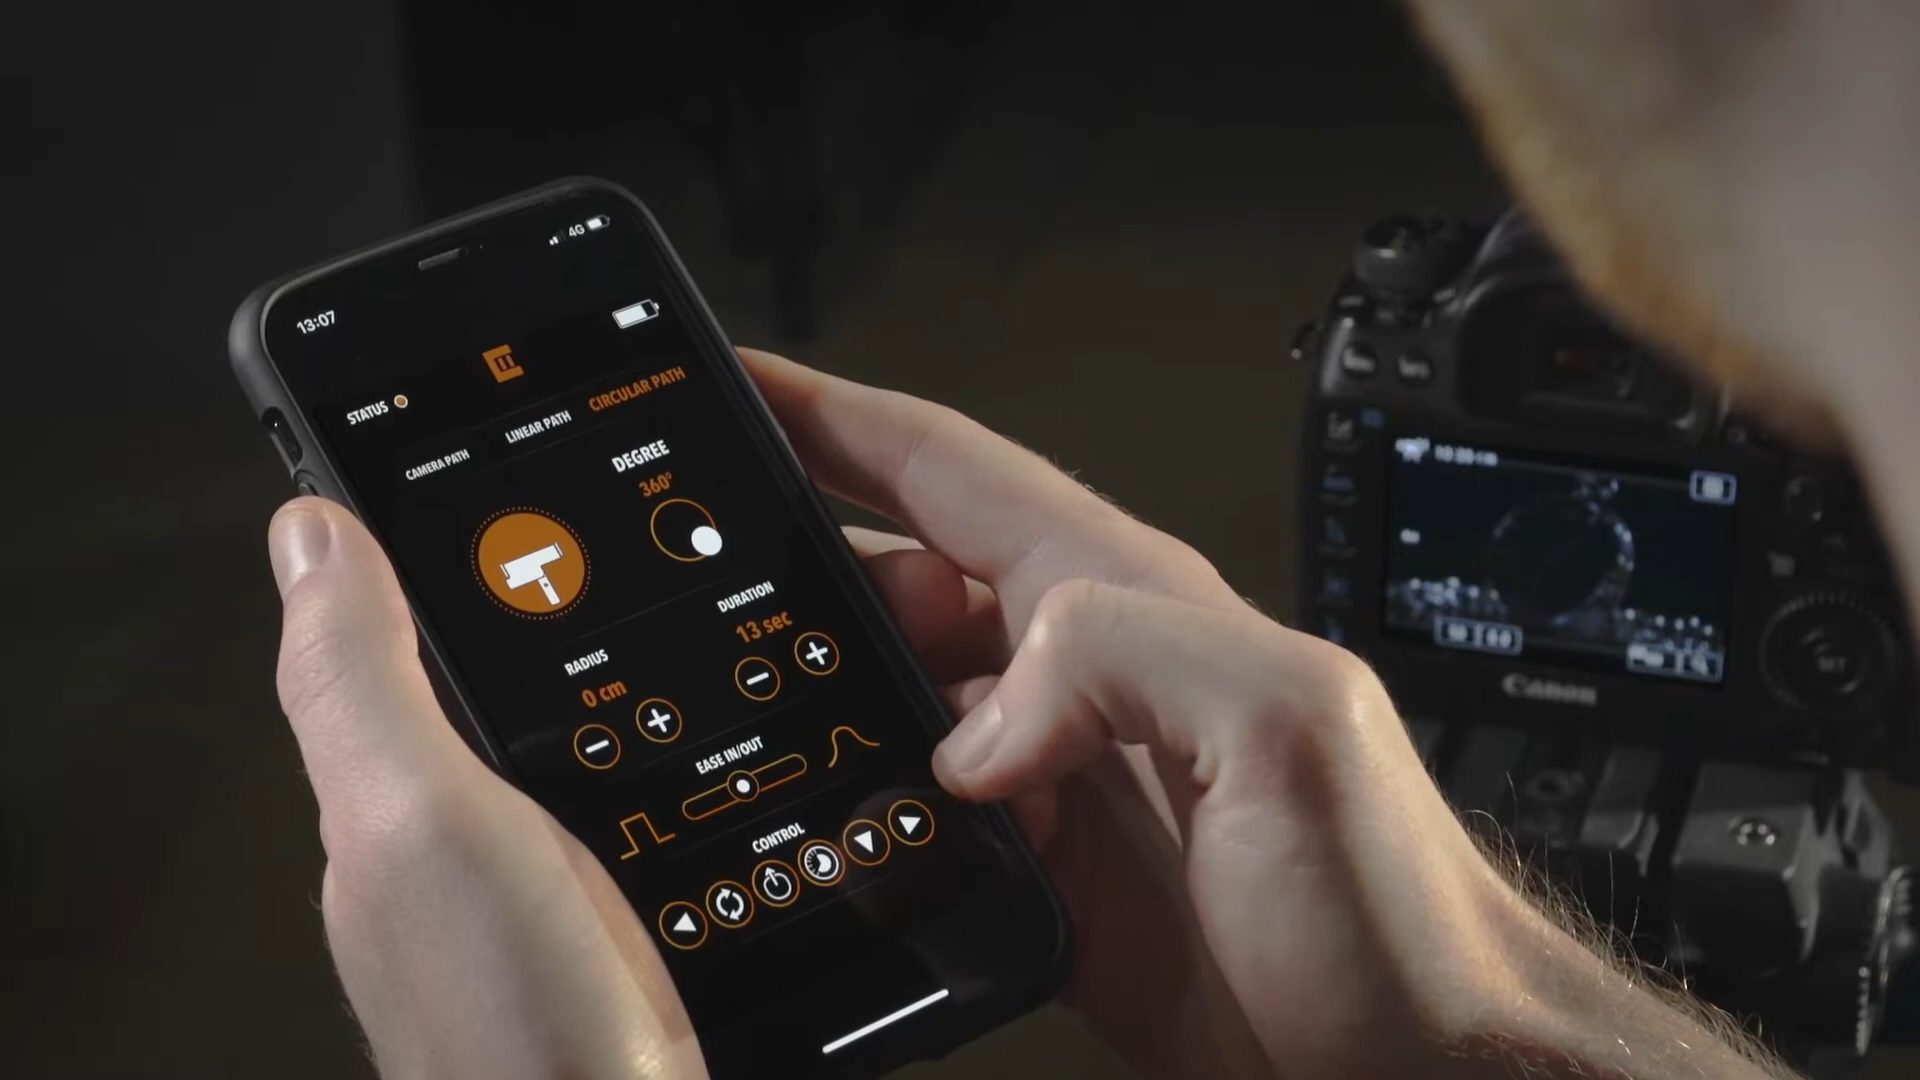 4G
13:07
STATUS
CAMERA PATH
LINEAR PATH
CIRCULAR PATH
DEGREE
360°
DURATION
13 sec
RADIUS
0 cm
EASE IN/OUT
CONTROL
Canon
SET